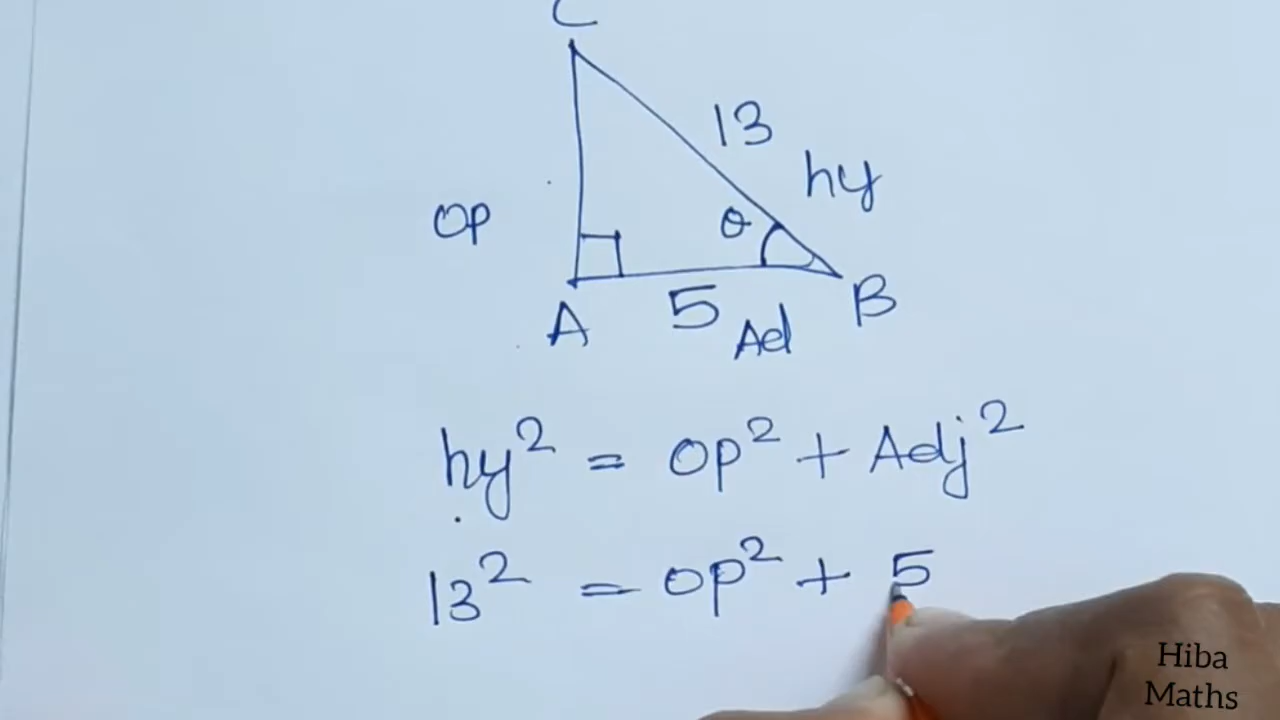 C
13
hy
θ
op
A
5
Ad
B
hy² = op² + Adj²
13² = op² + 5
Hiba
Maths